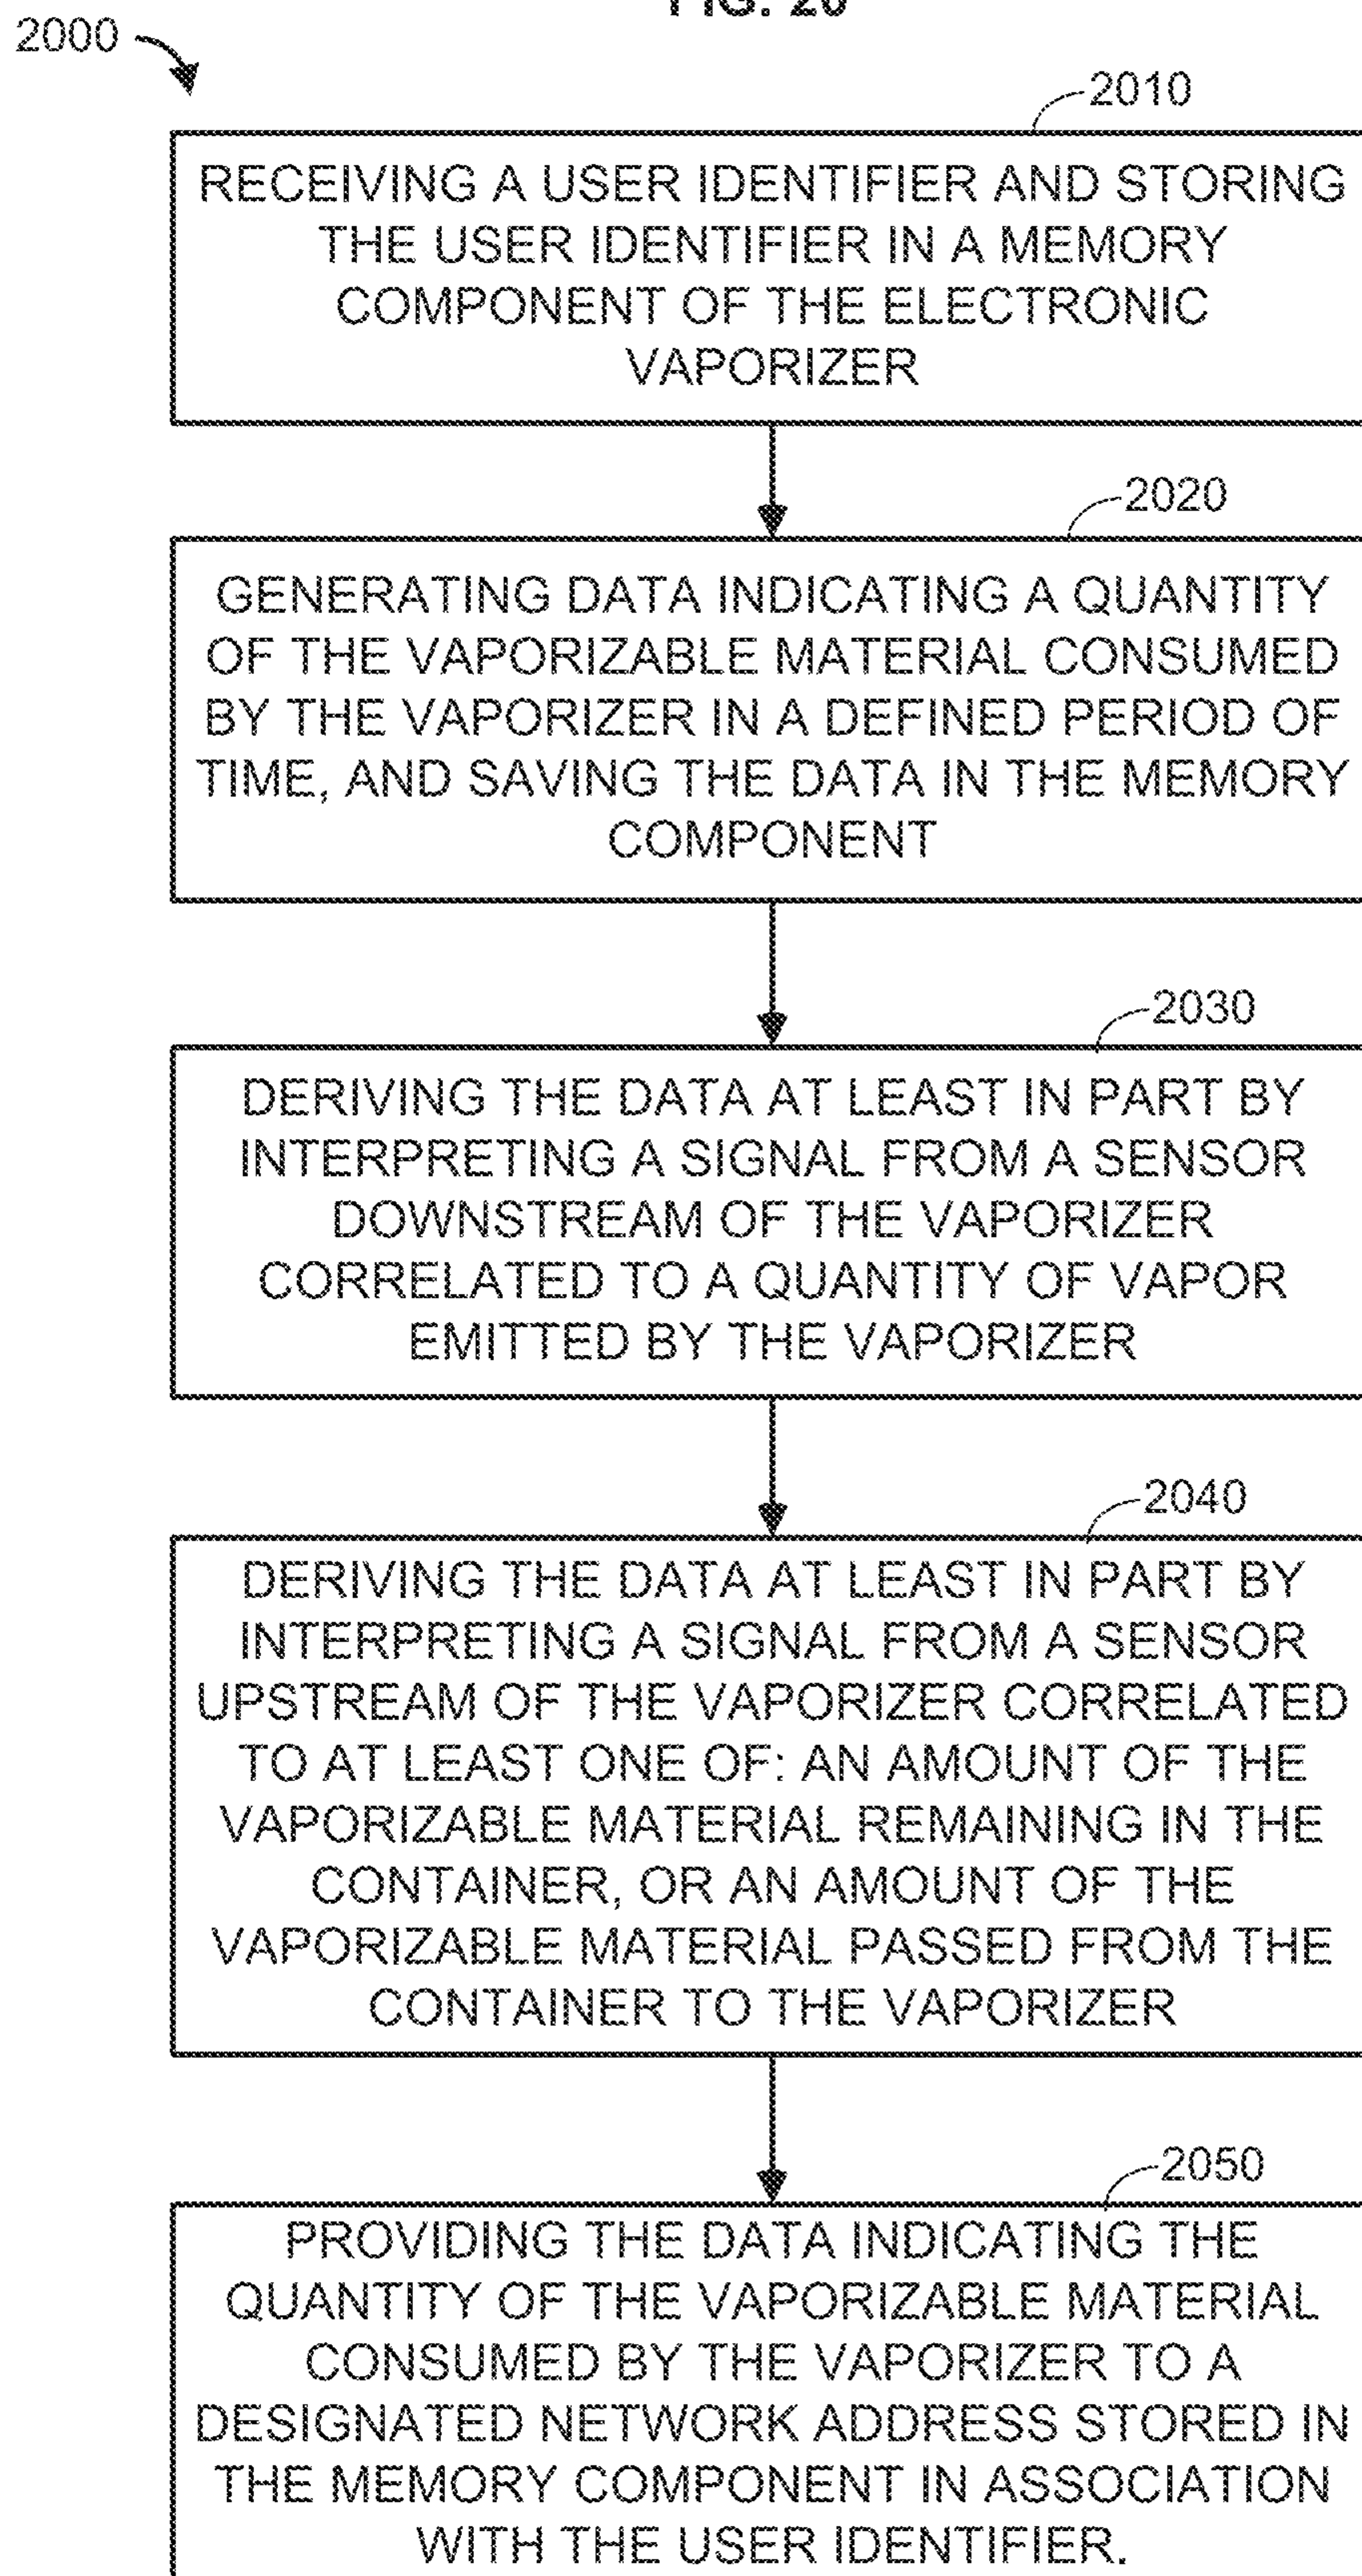 FIG. 20
2000
2010
RECEIVING A USER IDENTIFIER AND STORING
THE USER IDENTIFIER IN A MEMORY
COMPONENT OF THE ELECTRONIC
VAPORIZER
2020
GENERATING DATA INDICATING A QUANTITY
OF THE VAPORIZABLE MATERIAL CONSUMED
BY THE VAPORIZER IN A DEFINED PERIOD OF
TIME, AND SAVING THE DATA IN THE MEMORY
COMPONENT
2030
DERIVING THE DATA AT LEAST IN PART BY
INTERPRETING A SIGNAL FROM A SENSOR
DOWNSTREAM OF THE VAPORIZER
CORRELATED TO A QUANTITY OF VAPOR
EMITTED BY THE VAPORIZER
2040
DERIVING THE DATA AT LEAST IN PART BY
INTERPRETING A SIGNAL FROM A SENSOR
UPSTREAM OF THE VAPORIZER CORRELATED
TO AT LEAST ONE OF: AN AMOUNT OF THE
VAPORIZABLE MATERIAL REMAINING IN THE
CONTAINER, OR AN AMOUNT OF THE
VAPORIZABLE MATERIAL PASSED FROM THE
CONTAINER TO THE VAPORIZER
2050
PROVIDING THE DATA INDICATING THE
QUANTITY OF THE VAPORIZABLE MATERIAL
CONSUMED BY THE VAPORIZER TO A
DESIGNATED NETWORK ADDRESS STORED IN
THE MEMORY COMPONENT IN ASSOCIATION
WITH THE USER IDENTIFIER.